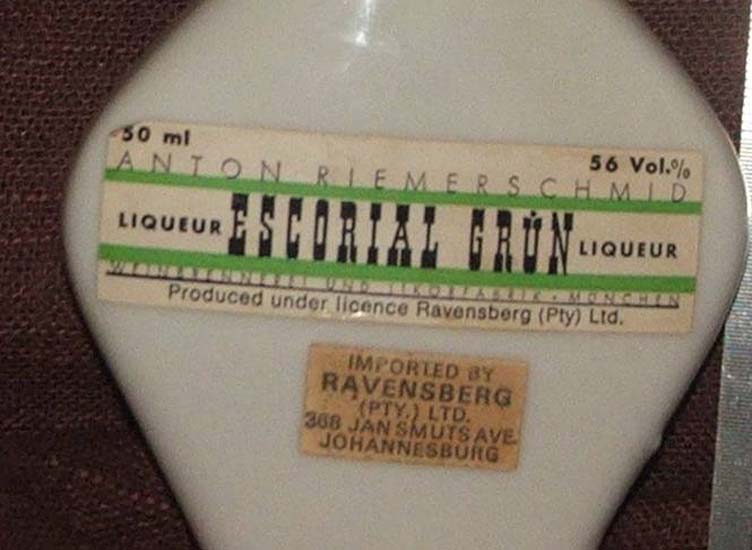 50 ml
56 Vol.%
ANTON RIEMERSCHMID
LIQUEUR ESCORIAL GRÜN LIQUEUR
WEINBRENNEREI UND LIKÖRFABRIK · MÜNCHEN
Produced under licence Ravensberg (Pty) Ltd.
IMPORTED BY
RAVENSBERG
(PTY.) LTD.
368 JAN SMUTS AVE.
JOHANNESBURG